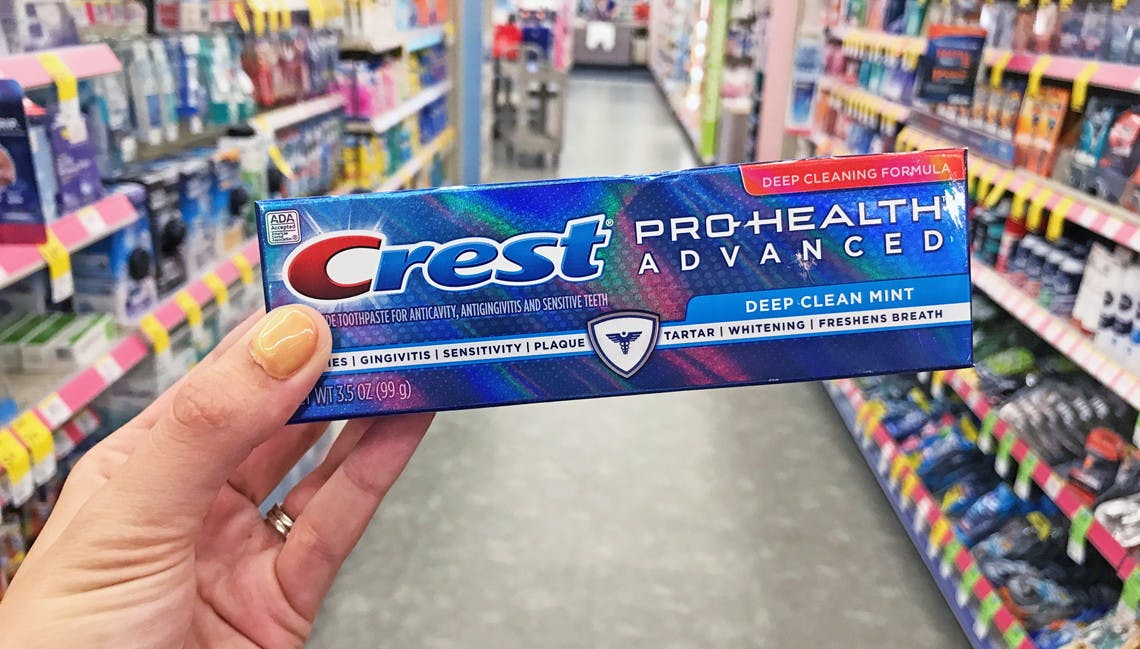 DEEP CLEANING FORMULA
ADA
Accepted
Crest®
PRO-HEALTH
ADVANCED
DE TOOTHPASTE FOR ANTICAVITY, ANTIGINGIVITIS AND SENSITIVE TEETH
DEEP CLEAN MINT
IES | GINGIVITIS | SENSITIVITY | PLAQUE TARTAR | WHITENING | FRESHENS BREATH
WT 3.5 OZ (99 g)